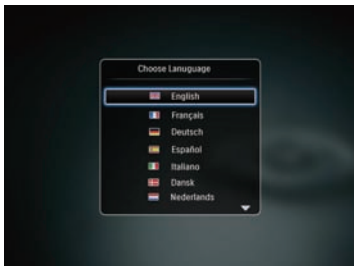 Choose Lanuguage
English
Français
Deutsch
Español
Italiano
Dansk
Nederlands